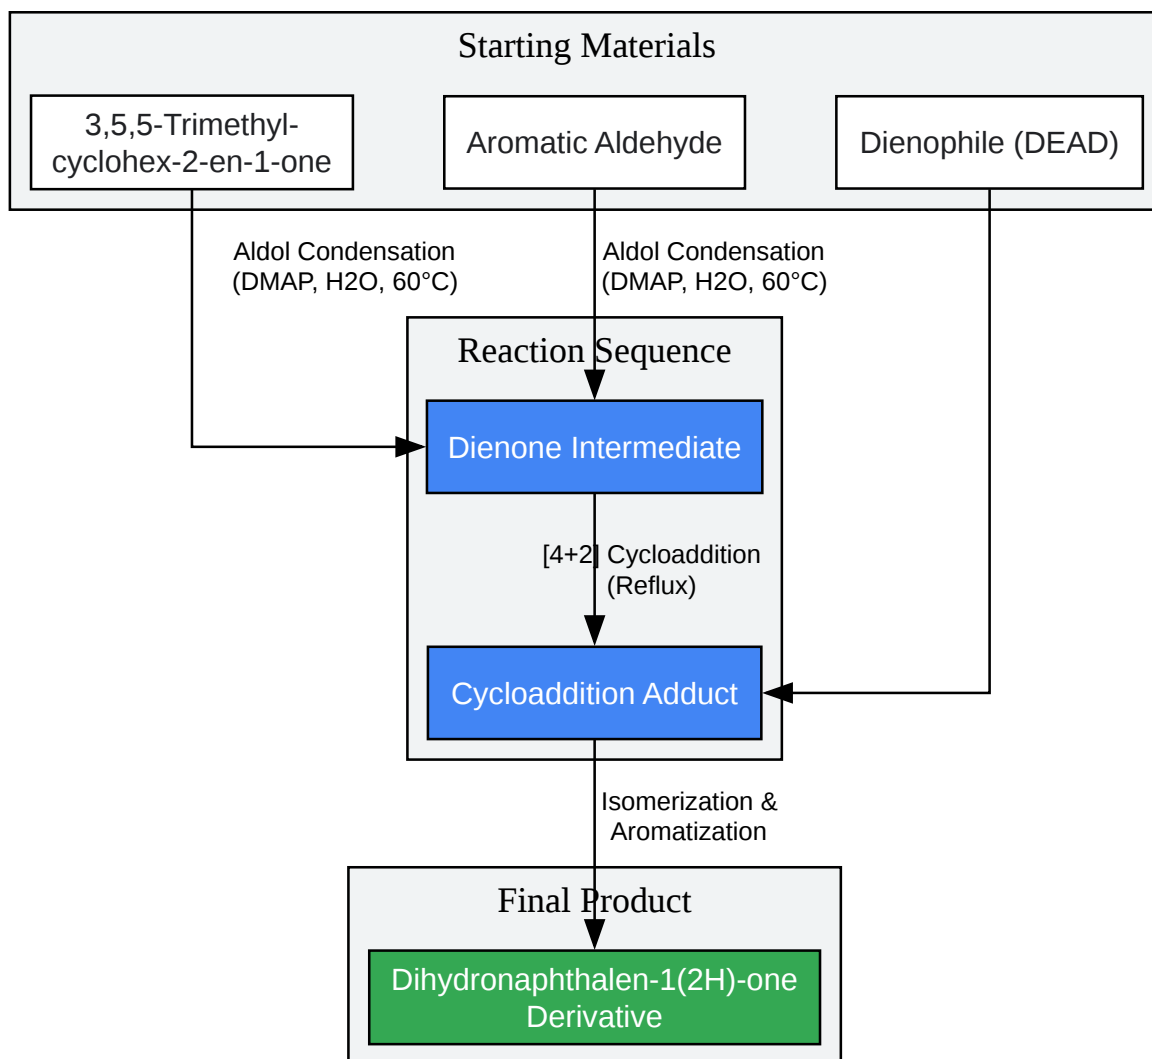 Starting Materials
3,5,5-Trimethyl-
cyclohex-2-en-1-one
Aromatic Aldehyde
Dienophile (DEAD)
Aldol Condensation
(DMAP, H2O, 60°C)
Aldol Condensation
(DMAP, H2O, 60°C)
Reaction Sequence
Dienone Intermediate
[4+2] Cycloaddition
(Reflux)
Cycloaddition Adduct
Isomerization &
Aromatization
Final Product
Dihydronaphthalen-1(2H)-one
Derivative